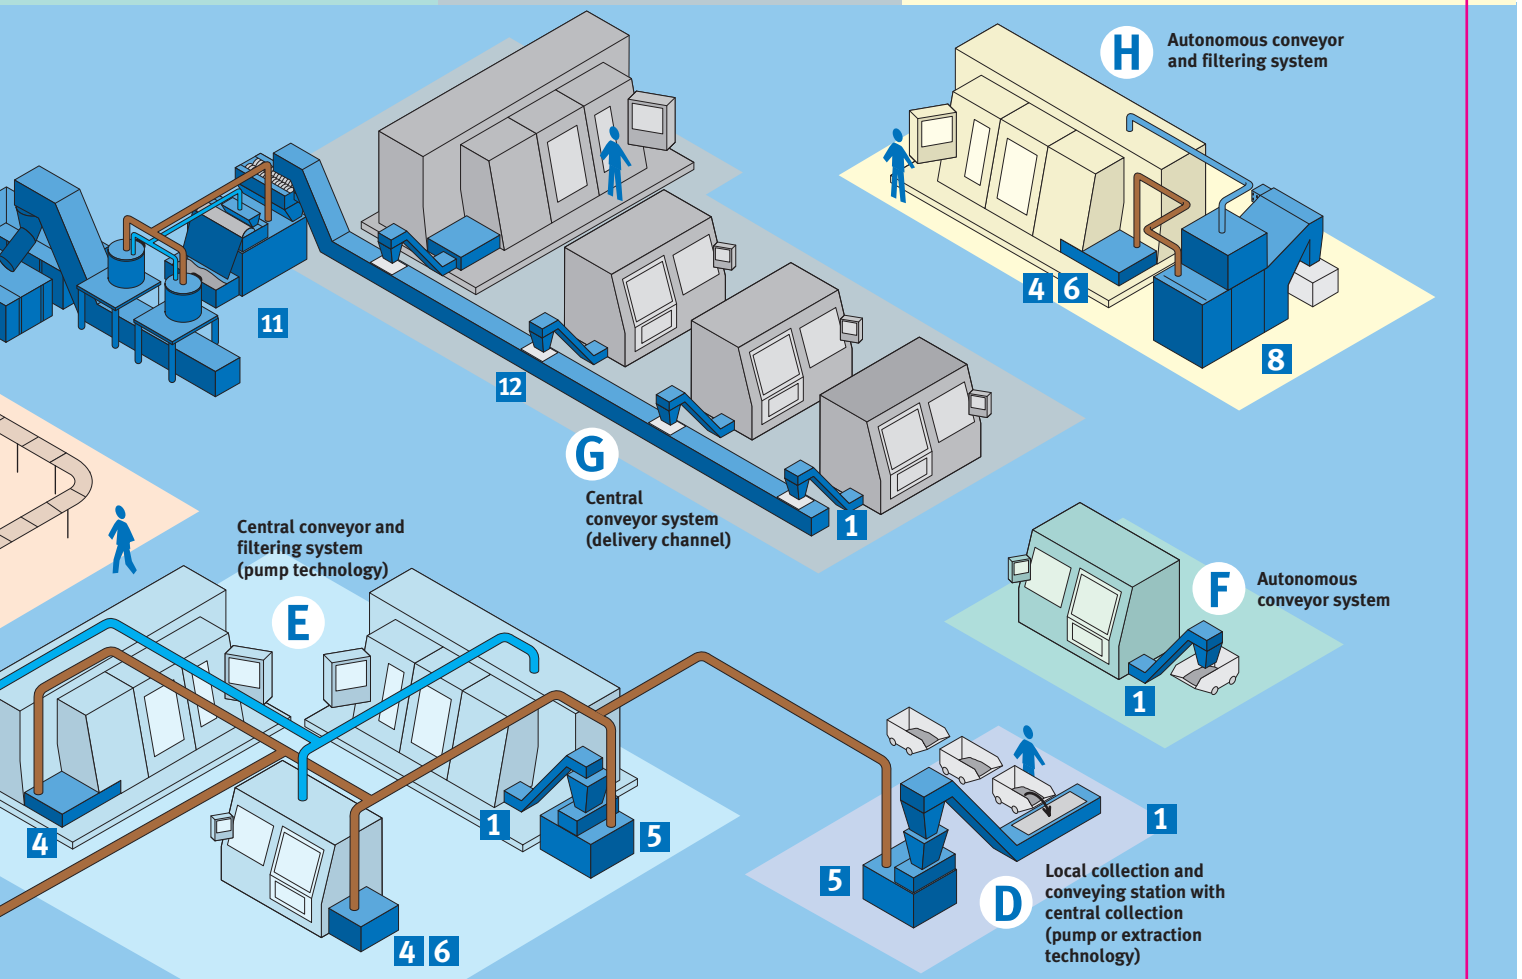 H
Autonomous conveyor
and filtering system
4 6
8
11
12
G
Central
conveyor system
(delivery channel)
1
F
Autonomous
conveyor system
1
Central conveyor and
filtering system
(pump technology)
E
4
1
5
4 6
1
5
D
Local collection and
conveying station with
central collection
(pump or extraction
technology)